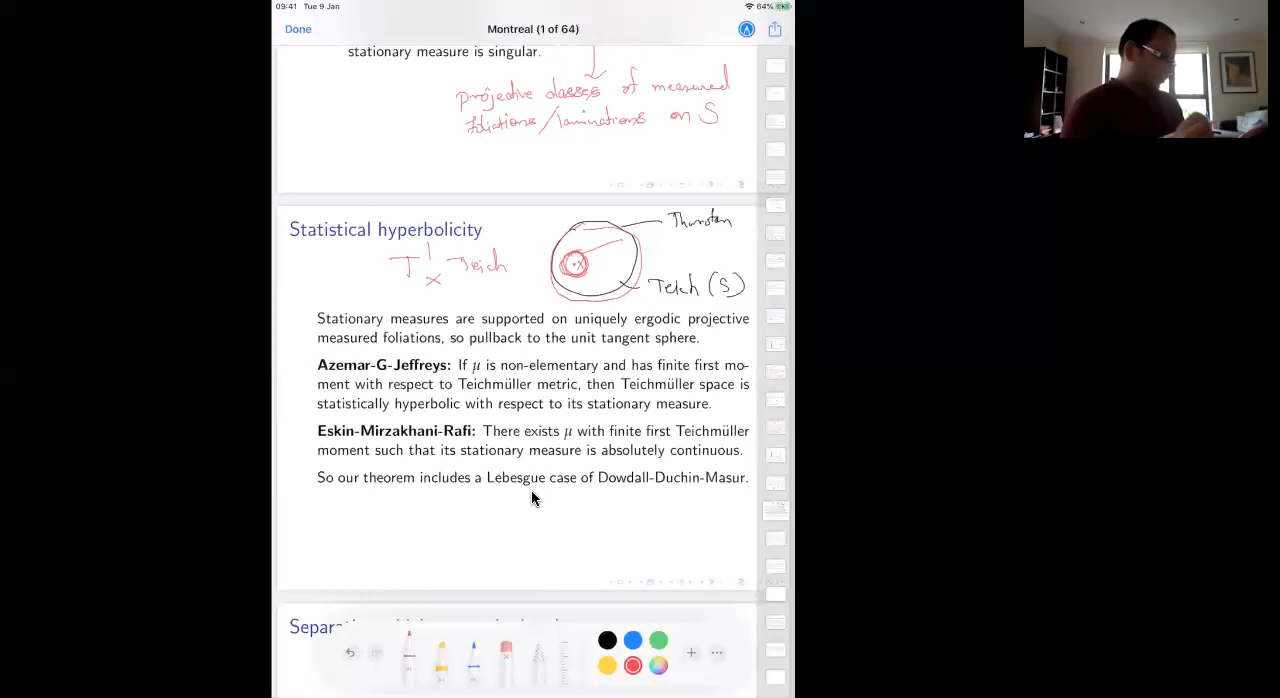 09:41 Tue 9 Jan
64%
Done
Montreal (1 of 64)
stationary measure is singular.
projective classes of measured
foliations/laminations on S
Statistical hyperbolicity
Thurston
T¹ₓ Teich
x
Teich (S)
Stationary measures are supported on uniquely ergodic projective
measured foliations, so pullback to the unit tangent sphere.
Azemar-G-Jeffreys: If μ is non-elementary and has finite first mo-
ment with respect to Teichmüller metric, then Teichmüller space is
statistically hyperbolic with respect to its stationary measure.
Eskin-Mirzakhani-Rafi: There exists μ with finite first Teichmüller
moment such that its stationary measure is absolutely continuous.
So our theorem includes a Lebesgue case of Dowdall-Duchin-Masur.